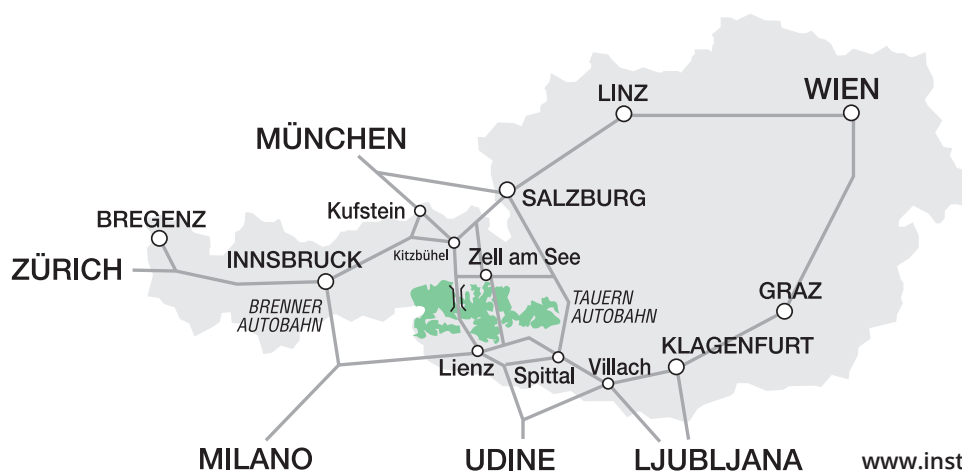 LINZ
WIEN
MÜNCHEN
SALZBURG
Kufstein
BREGENZ
Kitzbühel
Zell am See
INNSBRUCK
ZÜRICH
BRENNER
AUTOBAHN
TAUERN
AUTOBAHN
GRAZ
KLAGENFURT
Lienz
Spittal
Villach
MILANO
UDINE
LJUBLJANA
www.inst